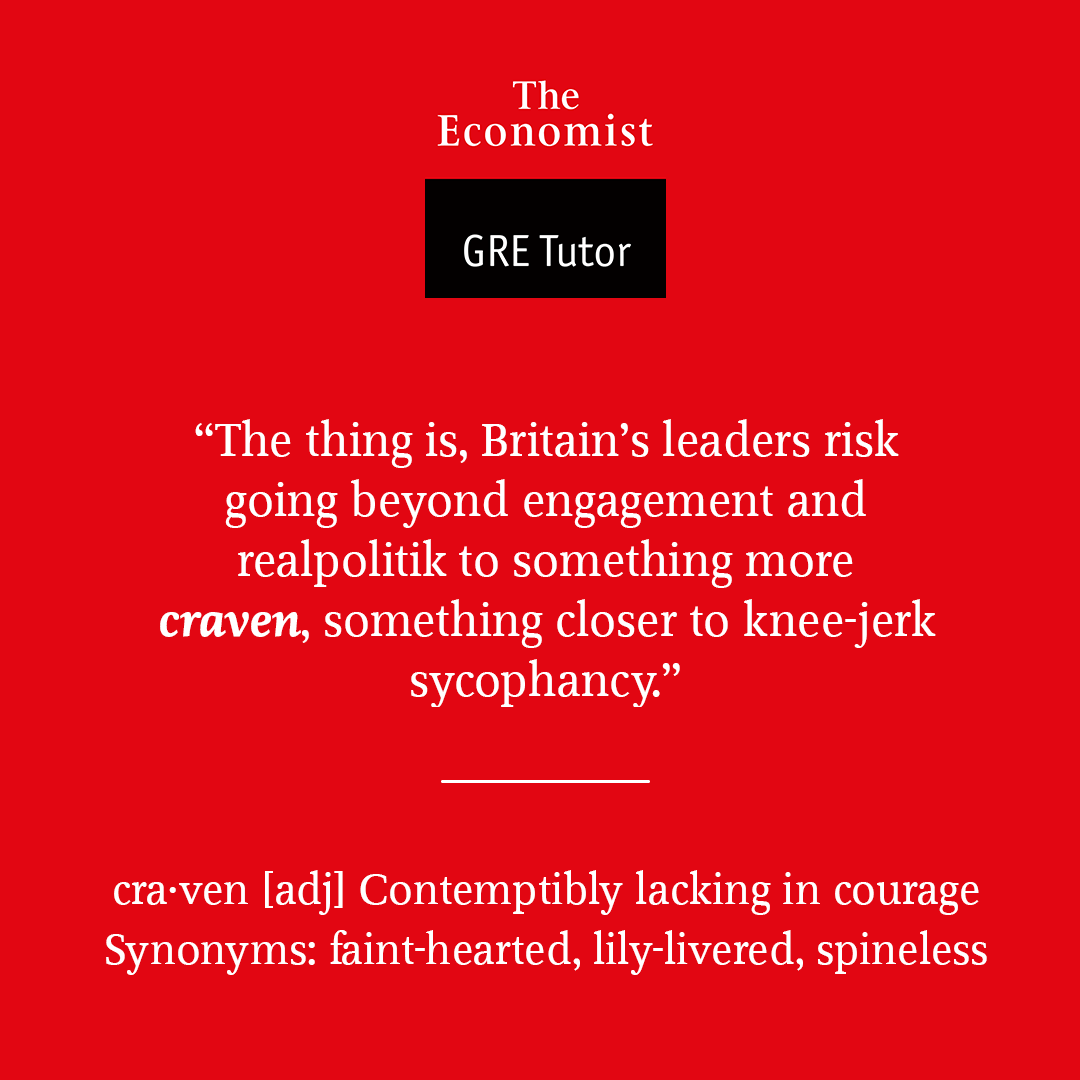 The
Economist
GRE Tutor
“The thing is, Britain’s leaders risk
going beyond engagement and
realpolitik to something more
craven, something closer to knee-jerk
sycophancy.”
cra·ven [adj] Contemptibly lacking in courage
Synonyms: faint-hearted, lily-livered, spineless